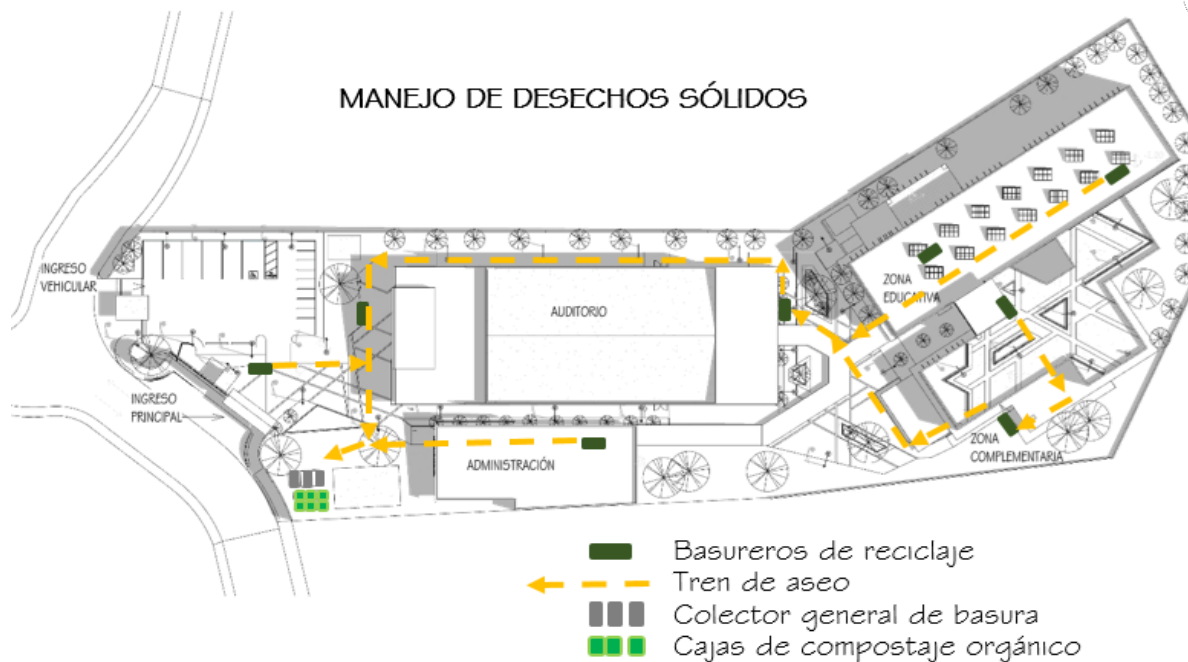 MANEJO DE DESECHOS SÓLIDOS
INGRESO
VEHICULAR
AUDITORIO
ZONA
EDUCATIVA
INGRESO
PRINCIPAL
ADMINISTRACIÓN
ZONA
COMPLEMENTARIA
Basureros de reciclaje
Tren de aseo
Colector general de basura
Cajas de compostaje orgánico